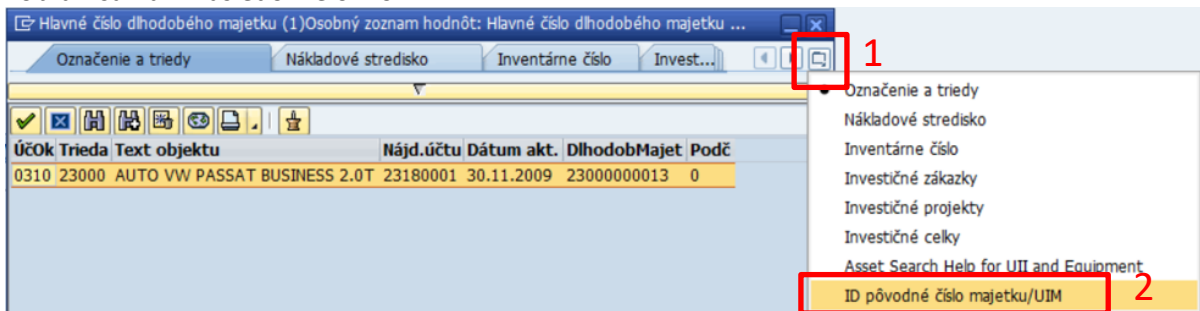 Hlavné číslo dlhodobého majetku (1)Osobný zoznam hodnôt: Hlavné číslo dlhodobého majetku ...
Označenie a triedy Nákladové stredisko Inventárne číslo Invest... 1
Označenie a triedy
Nákladové stredisko
Inventárne číslo
Investičné zákazky
Investičné projekty
Investičné celky
Asset Search Help for UII and Equipment
ID pôvodné číslo majetku/UIM 2
ÚčOk Trieda Text objektu Nájd.účtu Dátum akt. DlhodobMajet Podč
0310 23000 AUTO VW PASSAT BUSINESS 2.0T 23180001 30.11.2009 23000000013 0